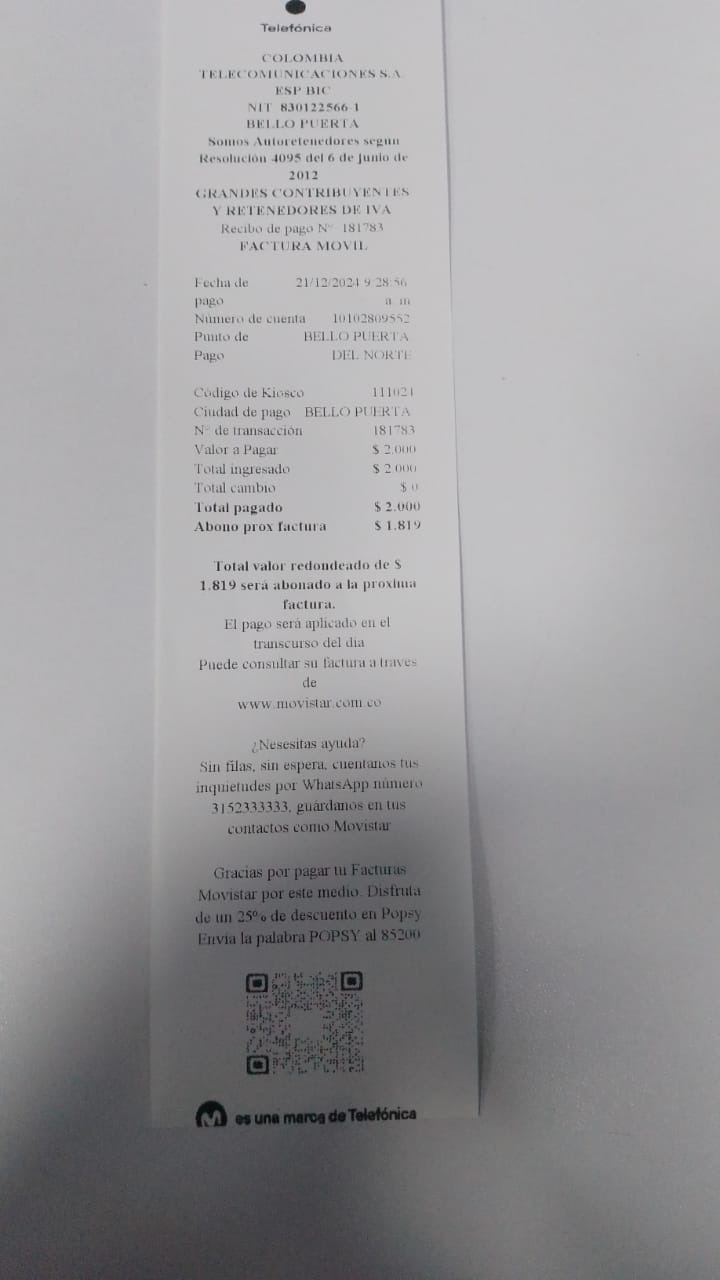 Telefónica
COLOMBIA
TELECOMUNICACIONES S.A.
ESP BIC
NIT 830122566-1
BELLO PUERTA
Somos Autoretenedores segun
Resolución 4095 del 6 de Junio de
2012
GRANDES CONTRIBUYENTES
Y RETENEDORES DE IVA
Recibo de pago N° 181783
FACTURA MOVIL
Fecha de 21/12/2024 9:28:56
pago a. m
Número de cuenta 10102809552
Punto de BELLO PUERTA
Pago DEL NORTE
Código de Kiosco 111021
Ciudad de pago BELLO PUERTA
N° de transacción 181783
Valor a Pagar $ 2.000
Total ingresado $ 2.000
Total cambio $ 0
Total pagado $ 2.000
Abono prox factura $ 1.819
Total valor redondeado de $
1.819 será abonado a la proxima
factura.
El pago será aplicado en el
transcurso del dia
Puede consultar su factura a traves
de
www.movistar.com.co
¿Nesesitas ayuda?
Sin filas, sin espera, cuentanos tus
inquietudes por WhatsApp número
3152333333, guárdanos en tus
contactos como Movistar
Gracias por pagar tu Facturas
Movistar por este medio. Disfruta
de un 25% de descuento en Popsy
Envia la palabra POPSY al 85200
M es una marca de Telefónica